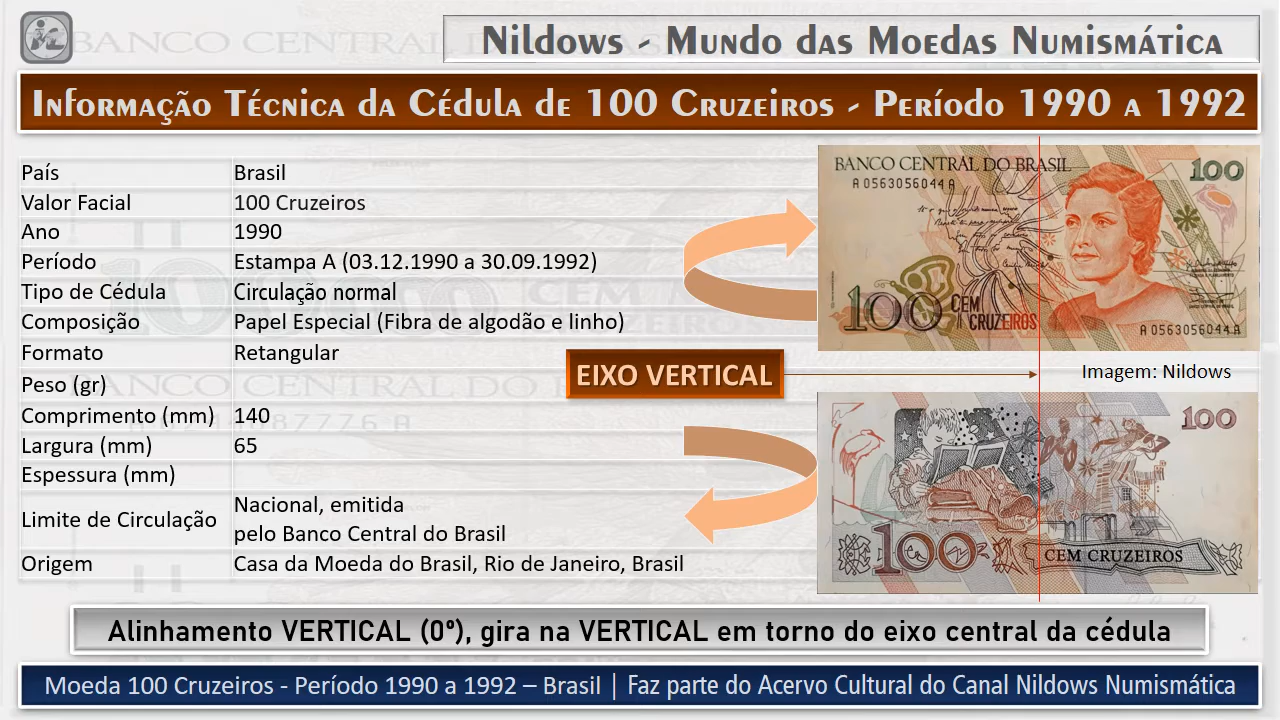 Nildows - Mundo das Moedas Numismática
Informação Técnica da Cédula de 100 Cruzeiros - Período 1990 a 1992
País Brasil
Valor Facial 100 Cruzeiros
Ano 1990
Período Estampa A (03.12.1990 a 30.09.1992)
Tipo de Cédula Circulação normal
Composição Papel Especial (Fibra de algodão e linho)
Formato Retangular
Peso (gr)
Comprimento (mm) 140
Largura (mm) 65
Espessura (mm)
Limite de Circulação Nacional, emitida
pelo Banco Central do Brasil
Origem Casa da Moeda do Brasil, Rio de Janeiro, Brasil
BANCO CENTRAL DO BRASIL 100
A 0563056044 A
100 CEM
CRUZEIROS
A 0563056044 A
EIXO VERTICAL
Imagem: Nildows
100
100
CEM CRUZEIROS
Alinhamento VERTICAL (0º), gira na VERTICAL em torno do eixo central da cédula
Moeda 100 Cruzeiros - Período 1990 a 1992 – Brasil | Faz parte do Acervo Cultural do Canal Nildows Numismática